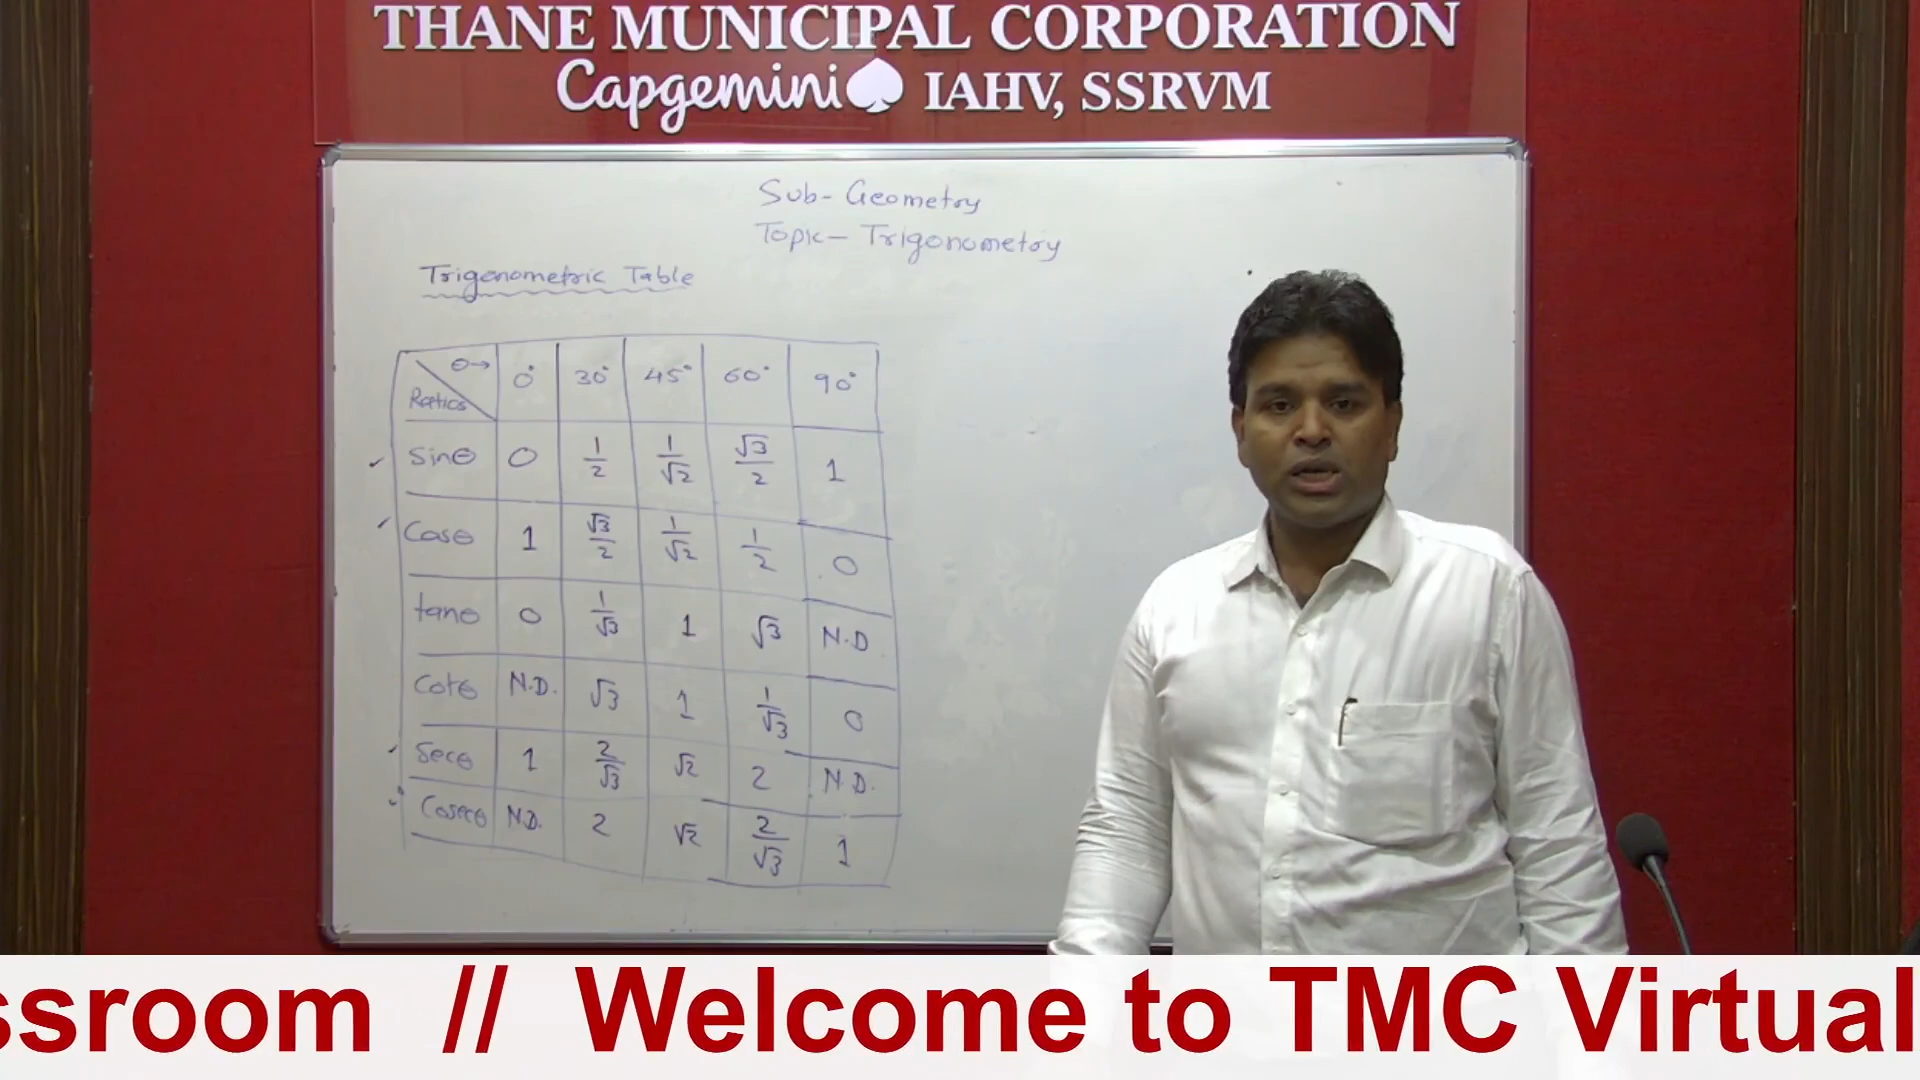 THANE MUNICIPAL CORPORATION
Capgemini IAHV, SSRVM
Sub- Geometry
Topic- Trigonometry
Trigonometric Table
θ→ 0° 30° 45° 60° 90°
Ratios
Sinθ 0 1/2 1/√2 √3/2 1
Cosθ 1 √3/2 1/√2 1/2 0
tanθ 0 1/√3 1 √3 N.D
Cotθ N.D. √3 1 1/√3 0
Secθ 1 2/√3 √2 2 N.D.
Cosecθ N.D. 2 √2 2/√3 1
ssroom // Welcome to TMC Virtual